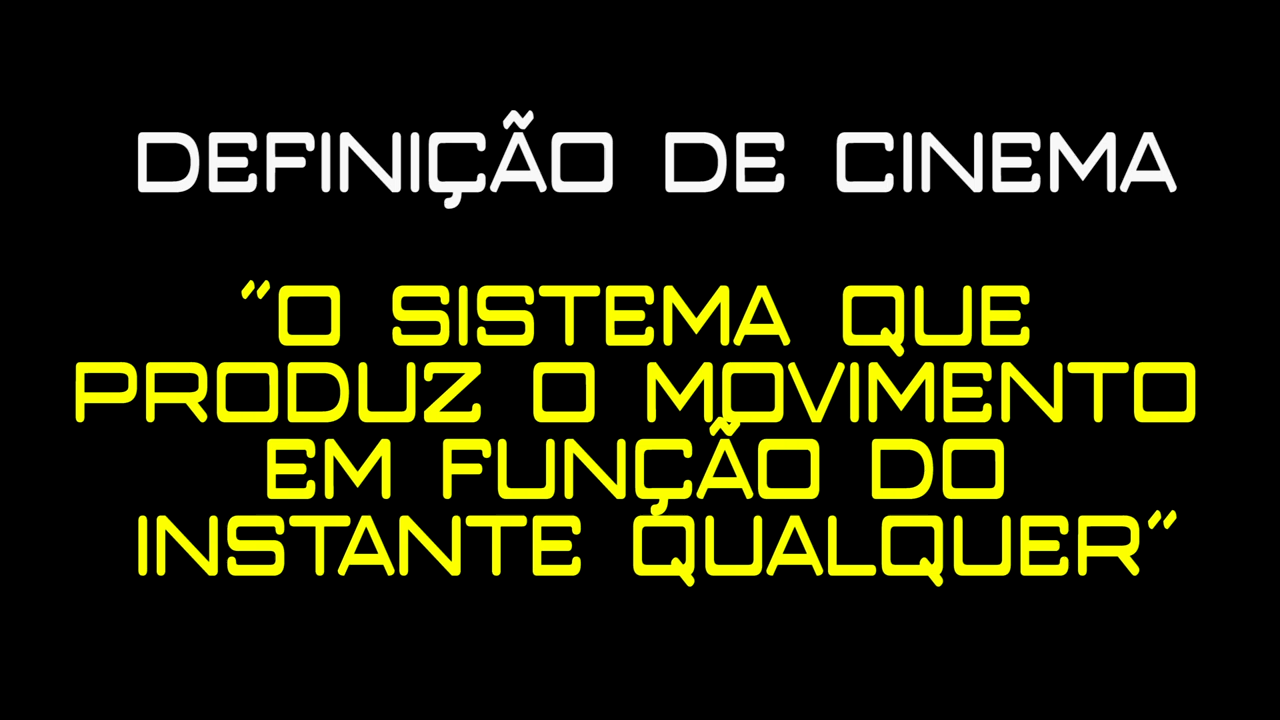 DEFINIÇÃO DE CINEMA
"O SISTEMA QUE
PRODUZ O MOVIMENTO
EM FUNÇÃO DO
INSTANTE QUALQUER"